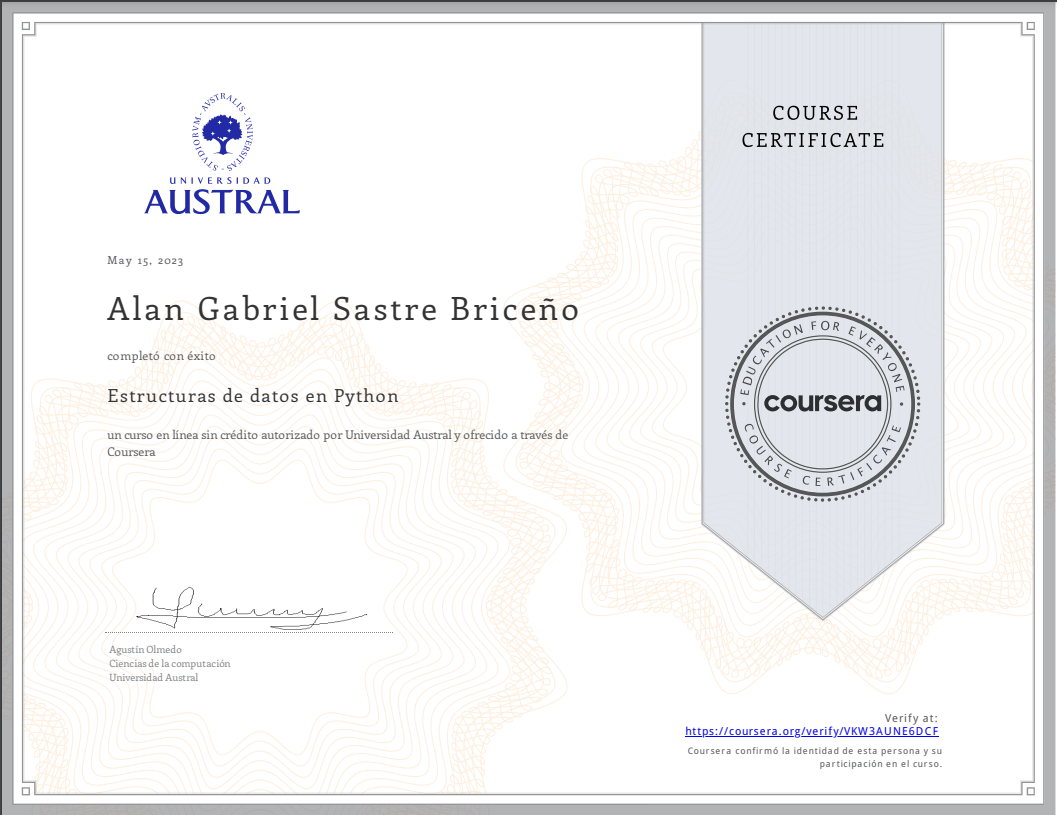 COURSE
CERTIFICATE
STVDIORVM · AVSTRALIS · VNIVERSITAS ·
UNIVERSIDAD
AUSTRAL
May 15, 2023
Alan Gabriel Sastre Briceño
completó con éxito
Estructuras de datos en Python
un curso en línea sin crédito autorizado por Universidad Austral y ofrecido a través de
Coursera
EDUCATION FOR EVERYONE
coursera
COURSE CERTIFICATE
Agustín Olmedo
Ciencias de la computación
Universidad Austral
Verify at:
https://coursera.org/verify/VKW3AUNE6DCF
Coursera confirmó la identidad de esta persona y su
participación en el curso.